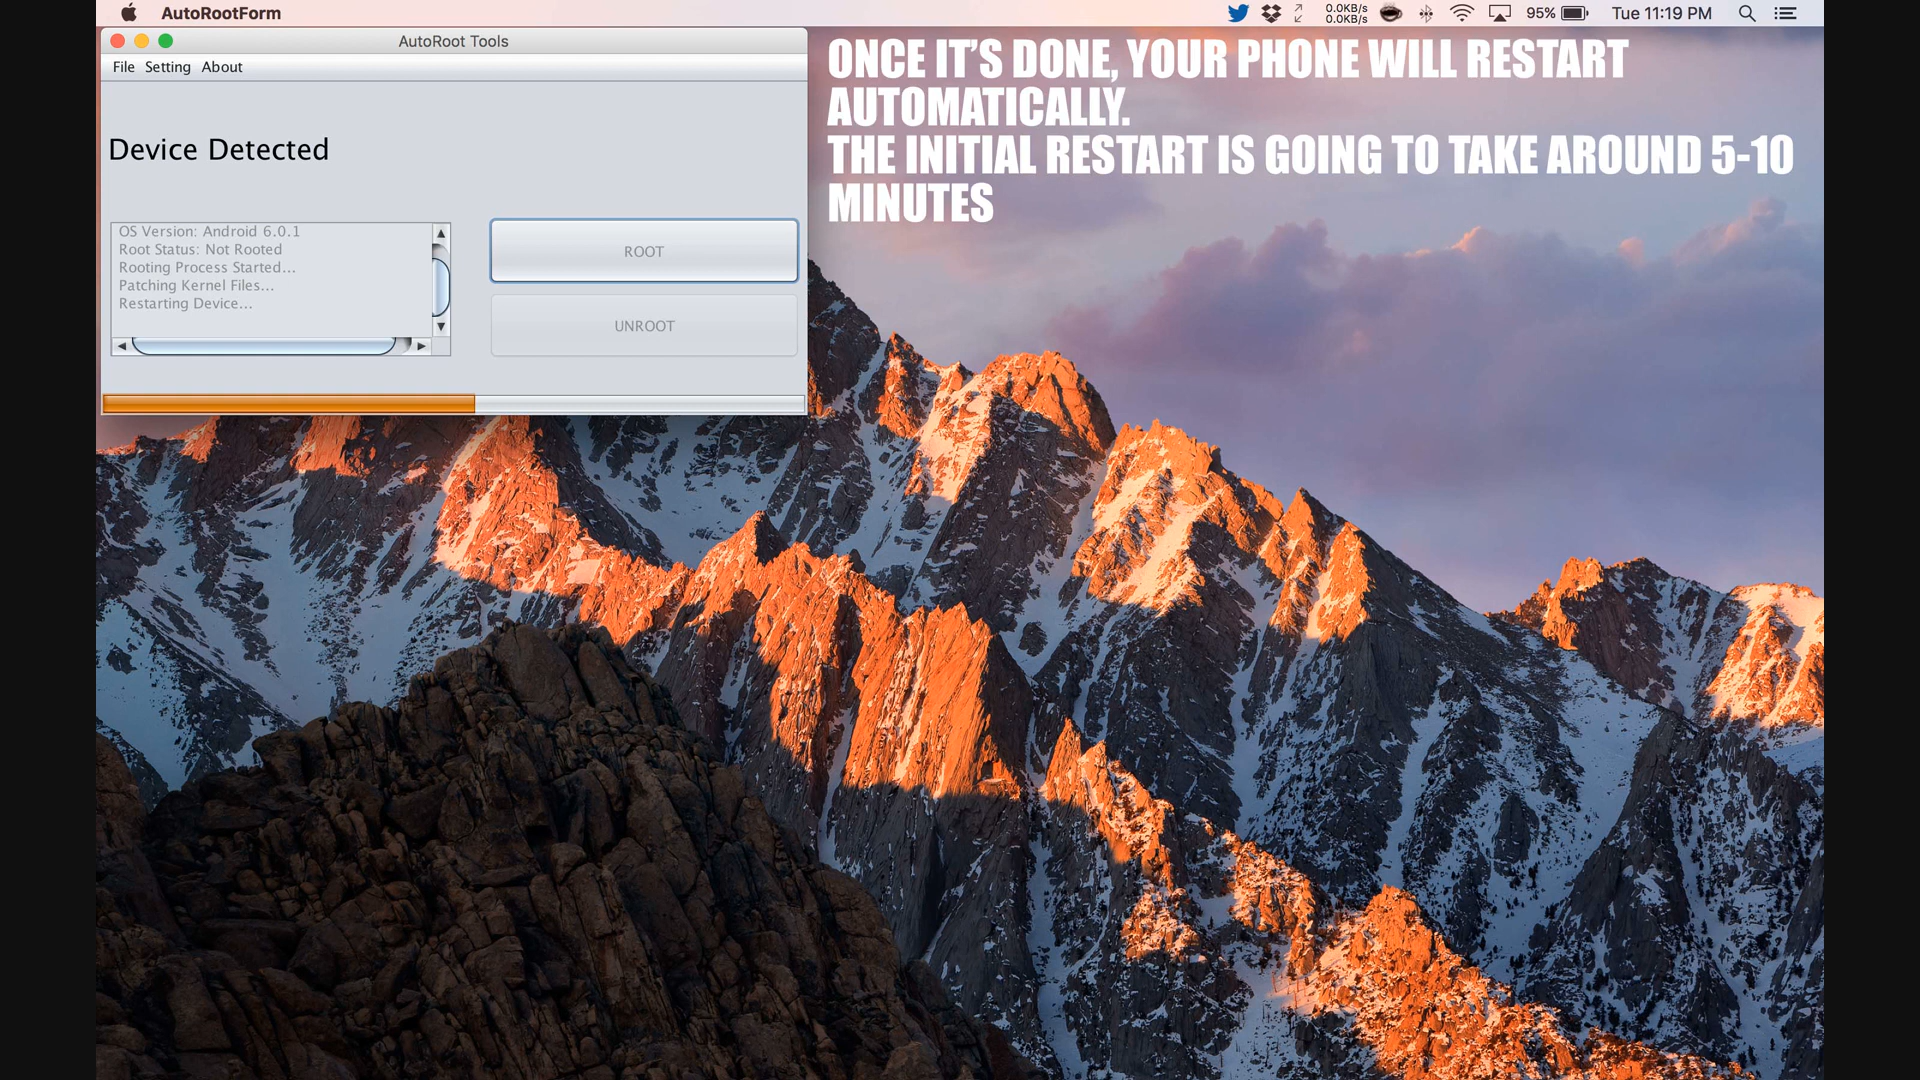 AutoRootForm
0.0KB/s
0.0KB/s
95%
Tue 11:19 PM
AutoRoot Tools
File Setting About
Device Detected
OS Version: Android 6.0.1
Root Status: Not Rooted
Rooting Process Started...
Patching Kernel Files...
Restarting Device...
ROOT
UNROOT
ONCE IT’S DONE, YOUR PHONE WILL RESTART
AUTOMATICALLY.
THE INITIAL RESTART IS GOING TO TAKE AROUND 5-10
MINUTES